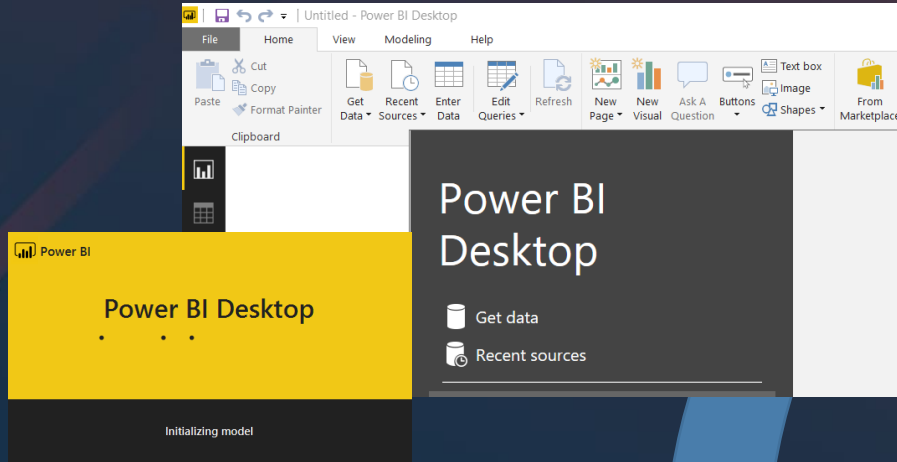 Untitled - Power BI Desktop
File Home View Modeling Help
Paste
Cut
Copy
Format Painter
Clipboard
Get Data
Recent Sources
Enter Data
Edit Queries
Refresh
New Page
New Visual
Ask A Question
Buttons
Text box
Image
Shapes
From Marketplace
Power BI
Desktop
Get data
Recent sources
Power BI
Power BI Desktop
Initializing model